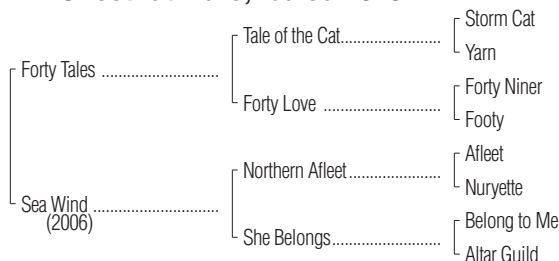 Storm Cat
Tale of the Cat
Yarn
Forty Tales
Forty Niner
Forty Love
Footy
Afleet
Northern Afleet
Nuryette
Sea Wind
(2006)
Belong to Me
She Belongs
Altar Guild